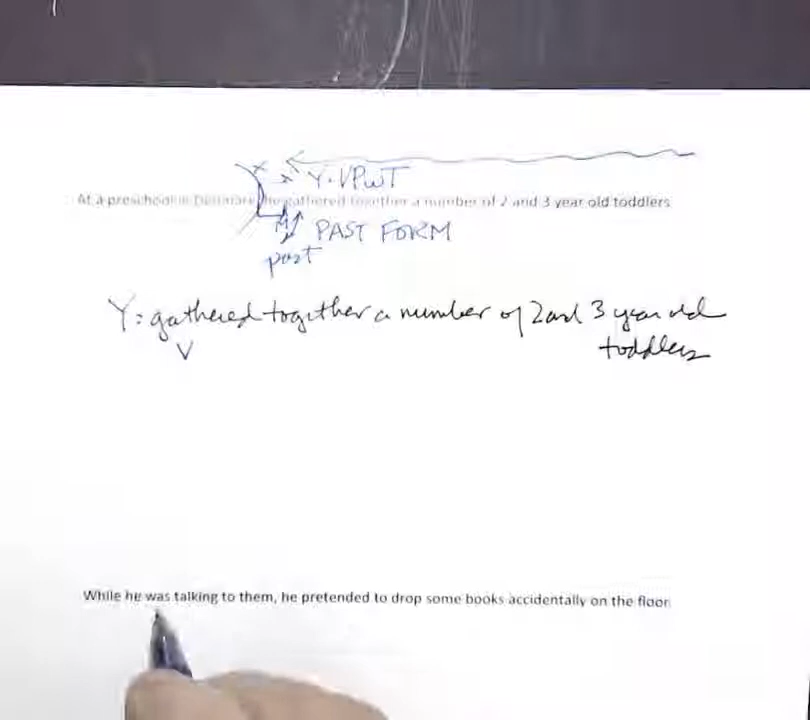 Y. VPWT
At a preschool in Denmark, he gathered together a number of 2 and 3 year old toddlers
PAST FORM
past
Y: gathered together a number of 2 and 3 year old
V toddlers
While he was talking to them, he pretended to drop some books accidentally on the floor.